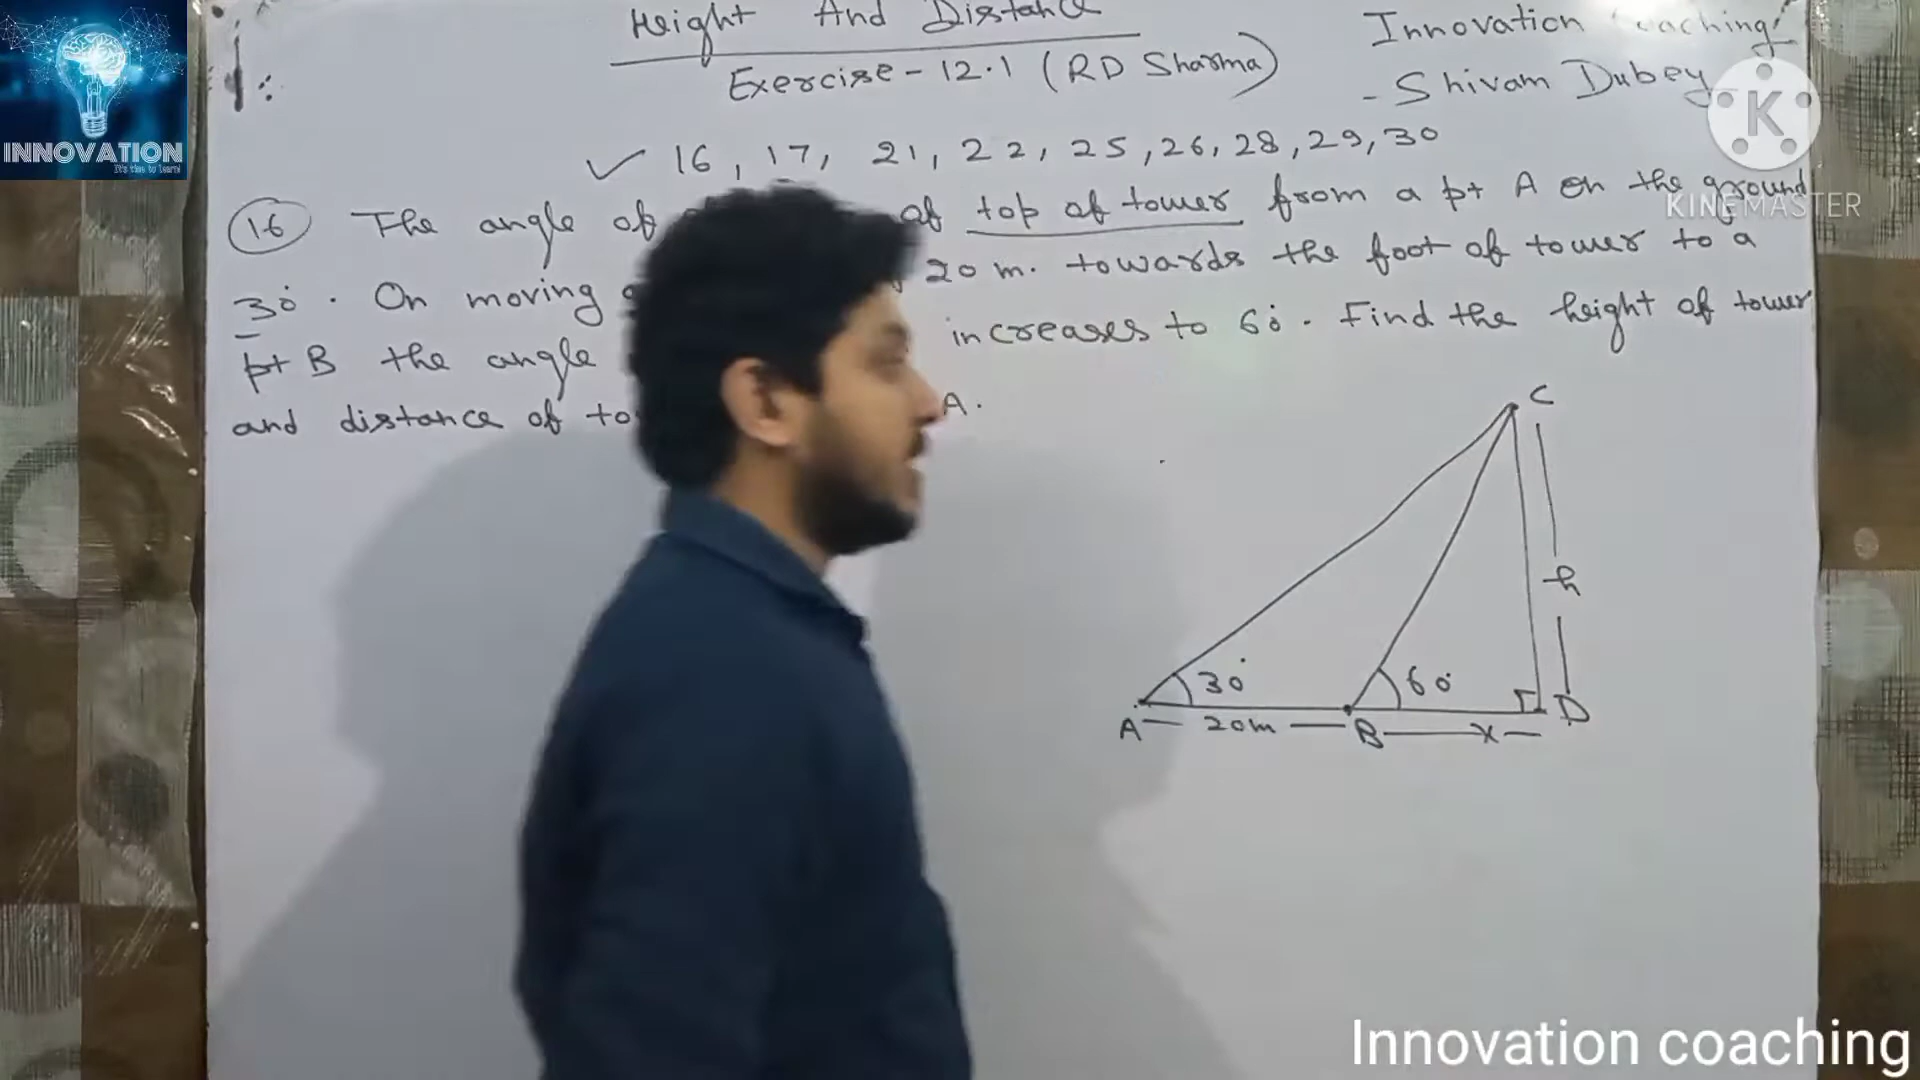 Height And Distance
Exercise - 12.1 (RD Sharma)
Innovation
- Shivam Dubey
INNOVATION
It's time to learn!
✓ 16, 17, 21, 22, 25, 26, 28, 29, 30
KINEMASTER
16 The angle of of top of tower from a pt A on the ground
30°. On moving 20 m. towards the foot of tower to a
pt B the angle increases to 60°. Find the height of tower
and distance of A.
C
h
30°
60°
A 20m B x D
Innovation coaching